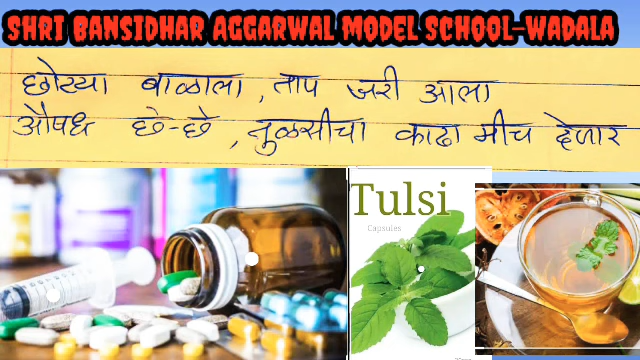 SHRI BANSIDHAR AGGARWAL MODEL SCHOOL-WADALA
छोट्या बाळाला, ताप जरी आला
औषध छे-छे, तुळसीचा काढा मीच देणार
Tulsi
Capsules